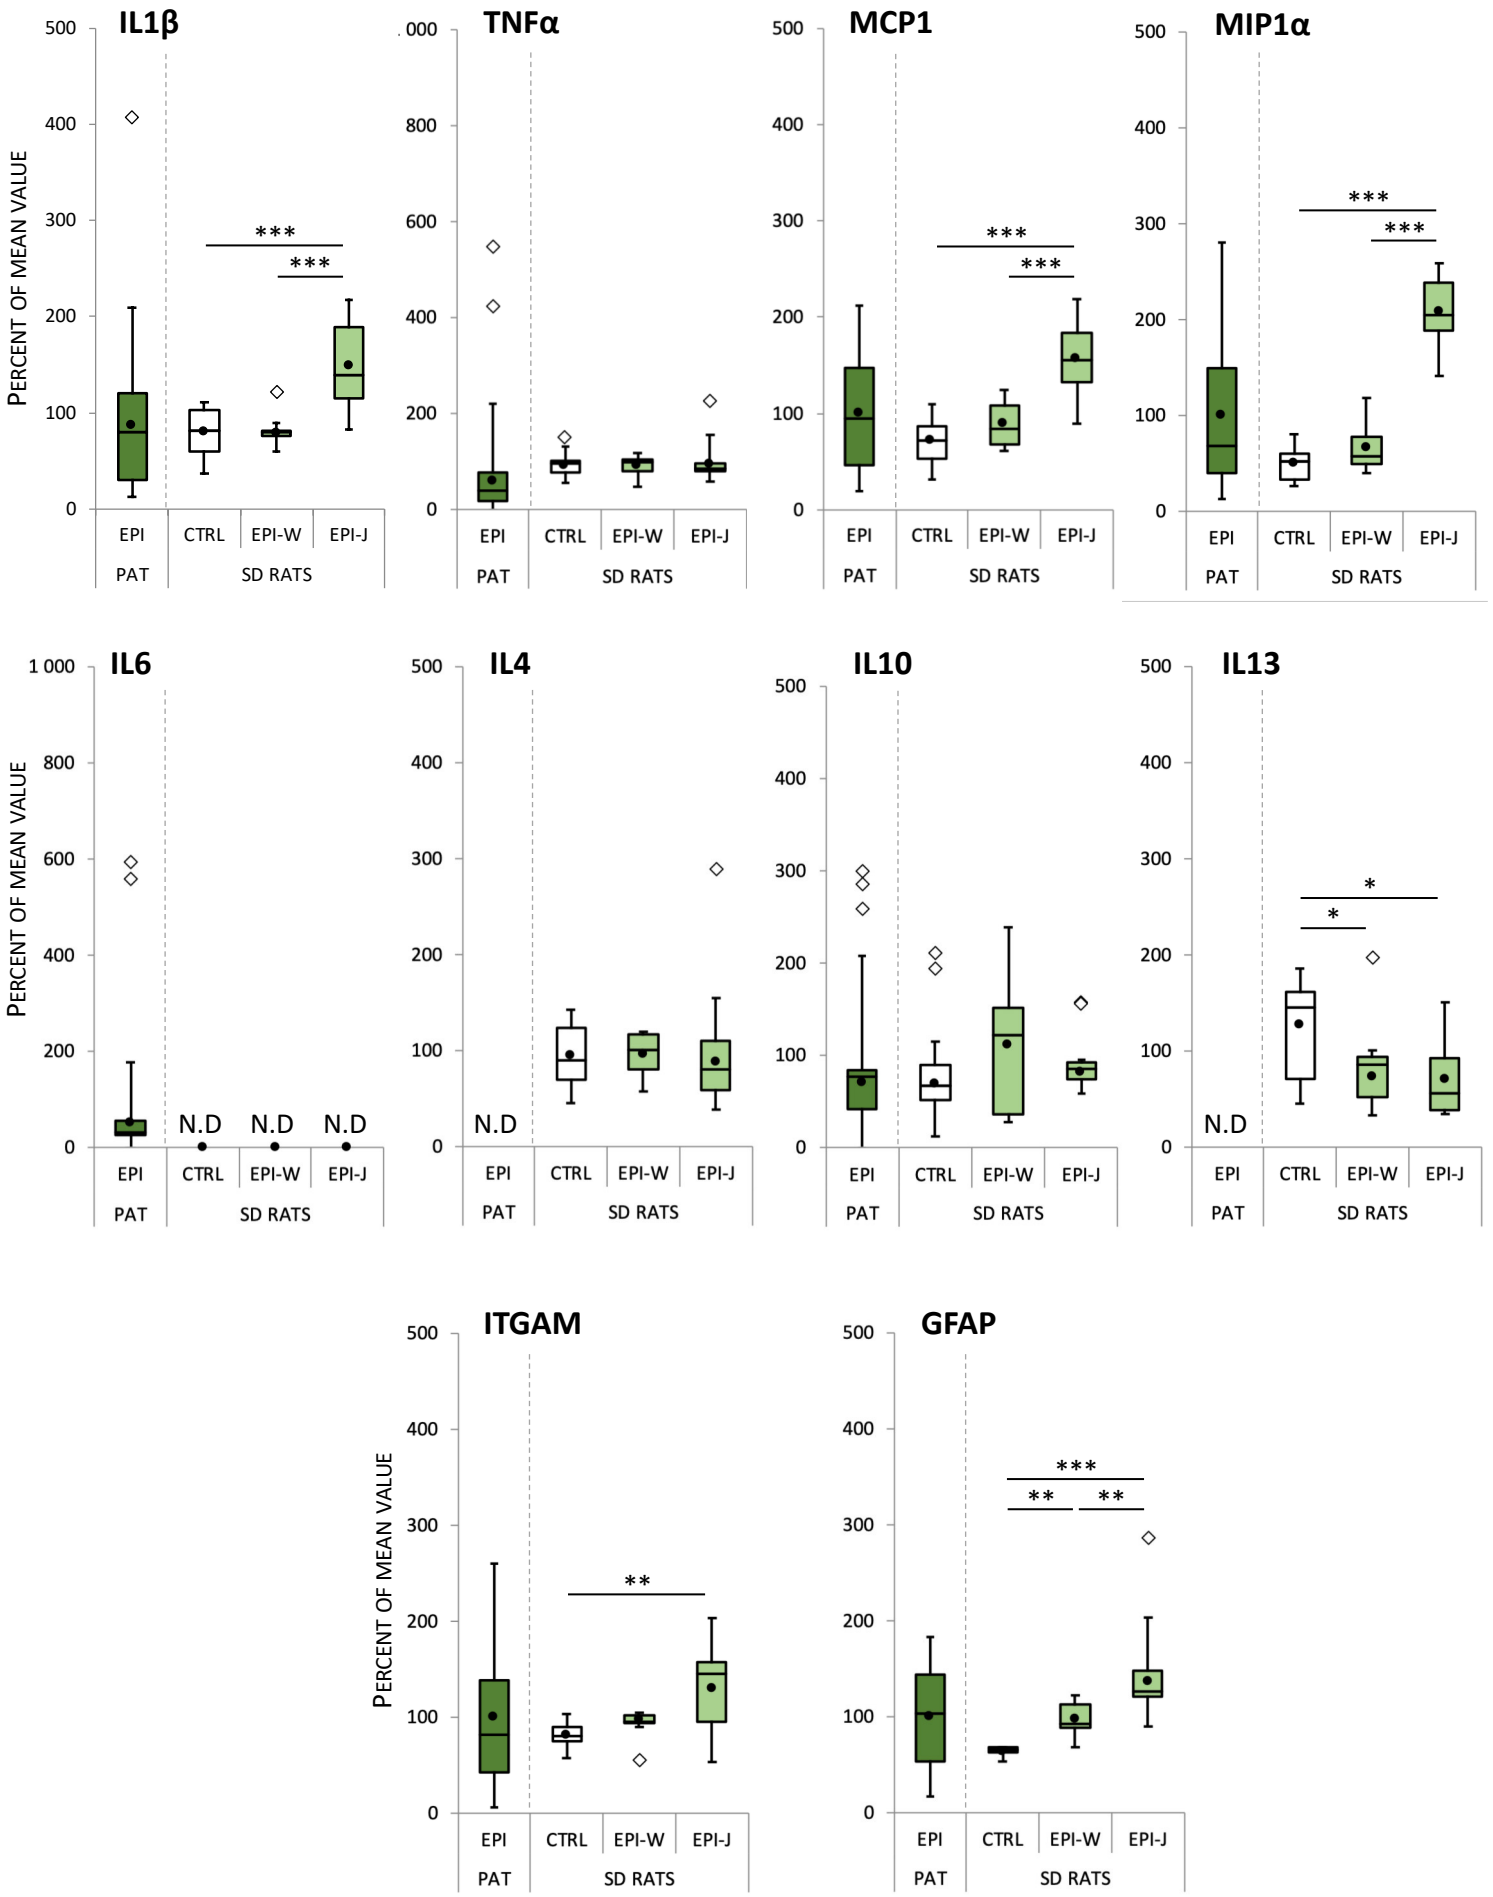 IL1β TNFα MCP1 MIP1α
PERCENT OF MEAN VALUE
500 400 300 200 100 0
. 000 800 600 400 200 0
500 400 300 200 100 0
500 400 300 200 100 0
*** ***
*** ***
*** ***
EPI CTRL EPI-W EPI-J
PAT SD RATS
EPI CTRL EPI-W EPI-J
PAT SD RATS
EPI CTRL EPI-W EPI-J
PAT SD RATS
EPI CTRL EPI-W EPI-J
PAT SD RATS
IL6 IL4 IL10 IL13
PERCENT OF MEAN VALUE
1 000 800 600 400 200 0
500 400 300 200 100 0
500 400 300 200 100 0
500 400 300 200 100 0
N.D N.D N.D
N.D
* *
N.D
EPI CTRL EPI-W EPI-J
PAT SD RATS
EPI CTRL EPI-W EPI-J
PAT SD RATS
EPI CTRL EPI-W EPI-J
PAT SD RATS
EPI CTRL EPI-W EPI-J
PAT SD RATS
ITGAM GFAP
PERCENT OF MEAN VALUE
500 400 300 200 100 0
500 400 300 200 100 0
**
***
** **
EPI CTRL EPI-W EPI-J
PAT SD RATS
EPI CTRL EPI-W EPI-J
PAT SD RATS